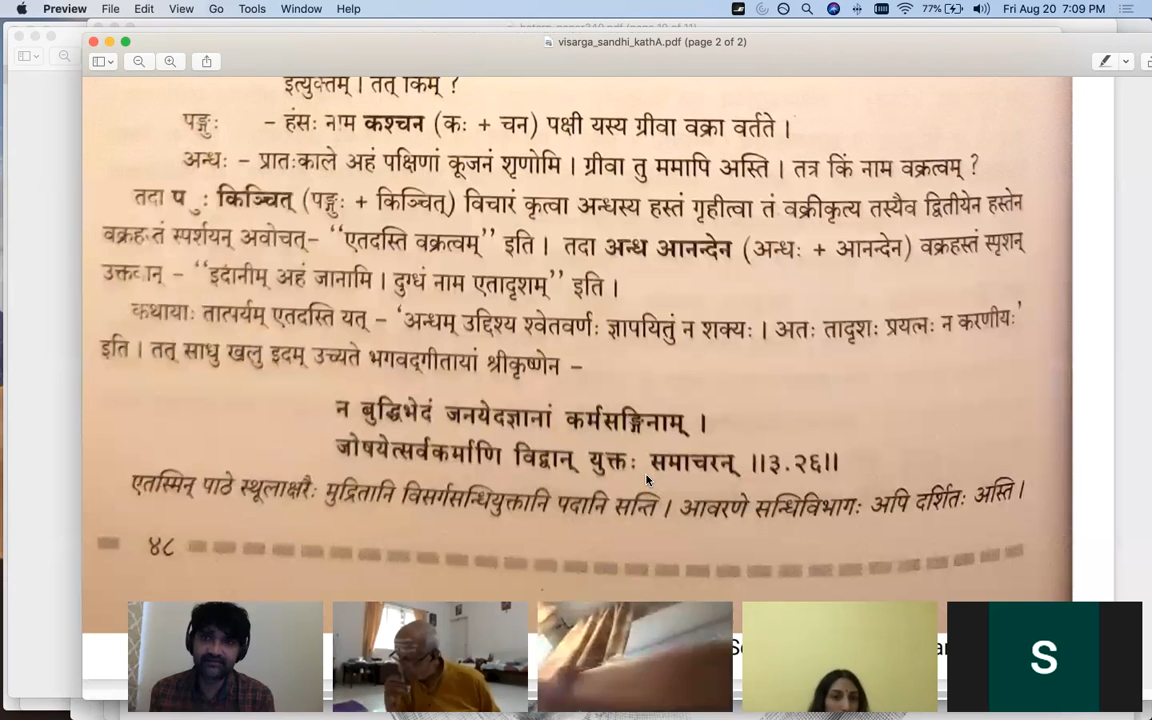 Preview File Edit View Go Tools Window Help 77% Fri Aug 20 7:09 PM
visarga_sandhi_kathA.pdf (page 2 of 2)
इत्युक्तम् । तत् किम् ?
पङ्गुः - हंसः नाम कश्चन (कः + चन) पक्षी यस्य ग्रीवा वक्रा वर्तते ।
अन्धः - प्रातःकाले अहं पक्षिणां कूजनं शृणोमि । ग्रीवा तु ममापि अस्ति । तत्र किं नाम वक्रत्वम् ?
तदा किञ्चित् (पङ्गुः + किञ्चित्) विचारं कृत्वा अन्धस्य हस्तं गृहीत्वा तं वक्रीकृत्य तस्यैव द्वितीयेन हस्तेन
वक्रहस्तं स्पर्शयन् अवोचत्– “एतदस्ति वक्रत्वम्” इति । तदा अन्ध आनन्देन (अन्धः + आनन्देन) वक्रहस्तं स्पृशन्
उक्तवान् – “इदानीम् अहं जानामि । दुग्धं नाम एतादृशम्” इति ।
कथायाः तात्पर्यम् एतदस्ति यत् – ‘अन्धम् उद्दिश्य श्वेतवर्णः ज्ञापयितुं न शक्यः । अतः तादृशः प्रयत्नः न करणीयः’
इति । तत् साधु खलु इदम् उच्यते भगवद्गीतायां श्रीकृष्णेन –
न बुद्धिभेदं जनयेदज्ञानां कर्मसङ्गिनाम् ।
जोषयेत्सर्वकर्माणि विद्वान् युक्तः समाचरन् ॥३.२६॥
एतस्मिन् पाठे स्थूलाक्षरैः मुद्रितानि विसर्गसन्धियुक्तानि पदानि सन्ति । आवरणे सन्धिविभागः अपि दर्शितः अस्ति ।
४८
S